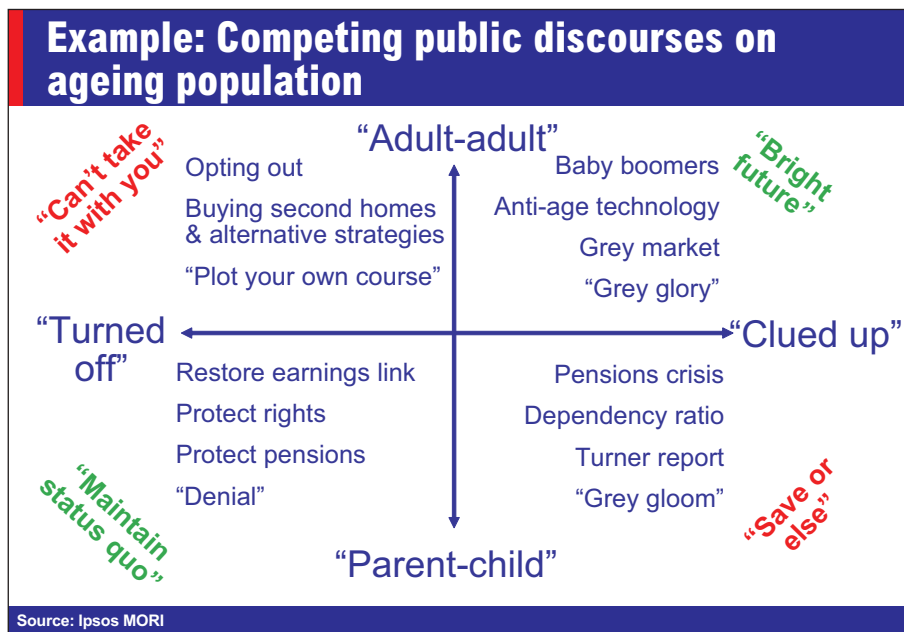 Example: Competing public discourses on
ageing population
“Adult-adult”
“Can't take
it with you”
Opting out
Buying second homes
& alternative strategies
“Plot your own course”
Baby boomers
Anti-age technology
Grey market
“Grey glory”
“Bright
future”
“Turned
off”
“Clued up”
Restore earnings link
Protect rights
Protect pensions
“Denial”
“Maintain
status quo”
Pensions crisis
Dependency ratio
Turner report
“Grey gloom”
“Save or
else”
“Parent-child”
Source: Ipsos MORI